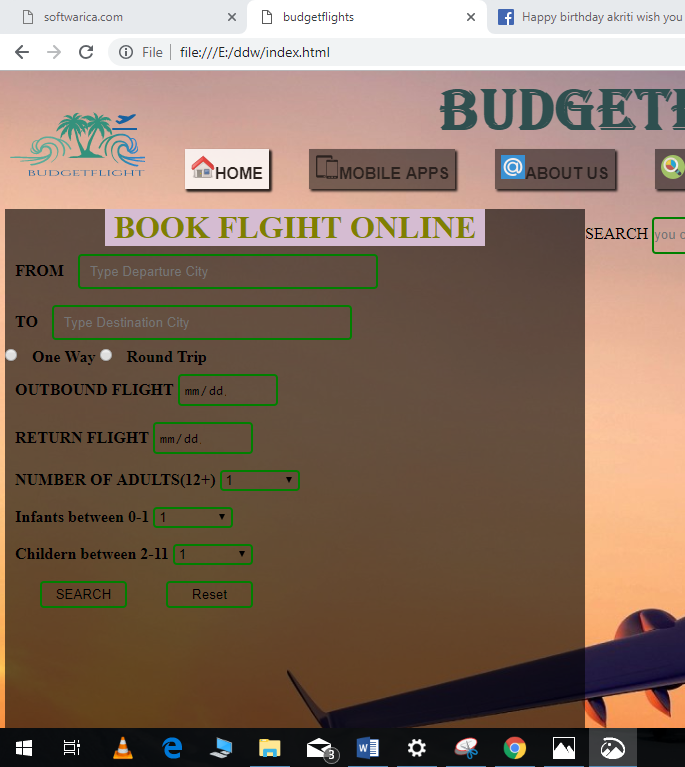 softwarica.com
budgetflights
Happy birthday akriti wish you
File
file:///E:/ddw/index.html
BUDGETF
BUDGETFLIGHT
HOME
MOBILE APPS
@ABOUT US
BOOK FLGIHT ONLINE
SEARCH you c
FROM Type Departure City
TO Type Destination City
One Way Round Trip
OUTBOUND FLIGHT mm/dd.
RETURN FLIGHT mm/dd.
NUMBER OF ADULTS(12+) 1
Infants between 0-1 1
Childern between 2-11 1
SEARCH Reset
3